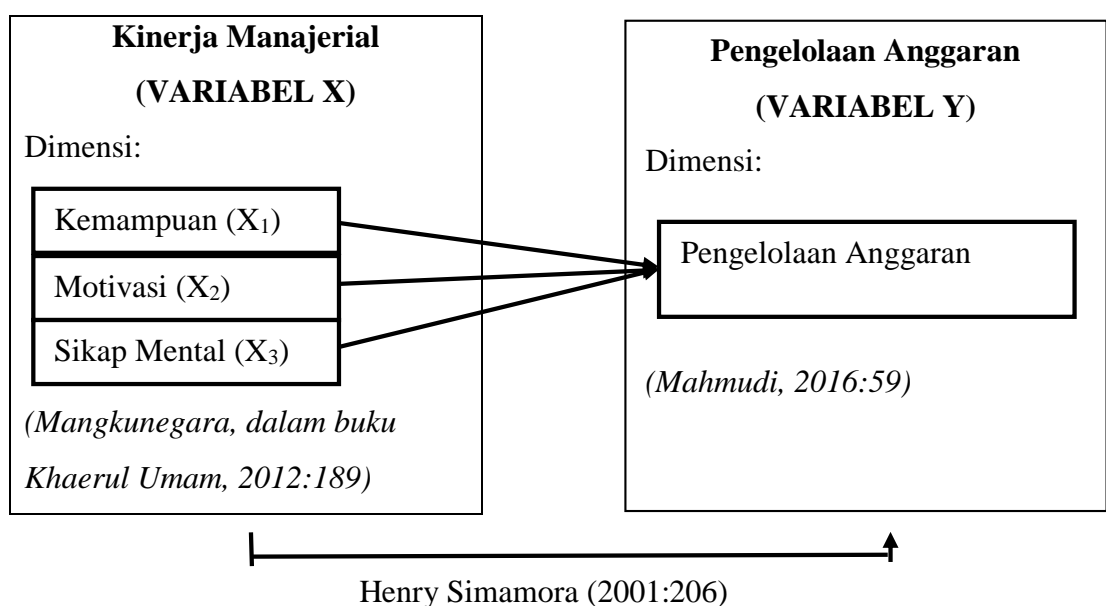 Kinerja Manajerial
(VARIABEL X)
Dimensi:
Kemampuan (X₁)
Motivasi (X₂)
Sikap Mental (X₃)
(Mangkunegara, dalam buku
Khaerul Umam, 2012:189)
Pengelolaan Anggaran
(VARIABEL Y)
Dimensi:
Pengelolaan Anggaran
(Mahmudi, 2016:59)
Henry Simamora (2001:206)